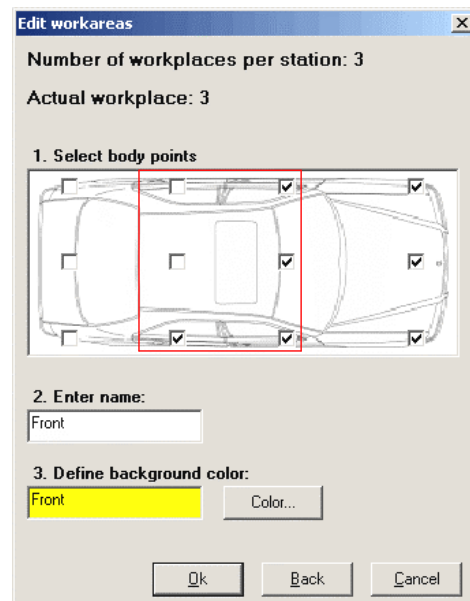 Edit workareas
Number of workplaces per station: 3
Actual workplace: 3
1. Select body points
2. Enter name:
Front
3. Define background color:
Front
Color...
Ok
Back
Cancel